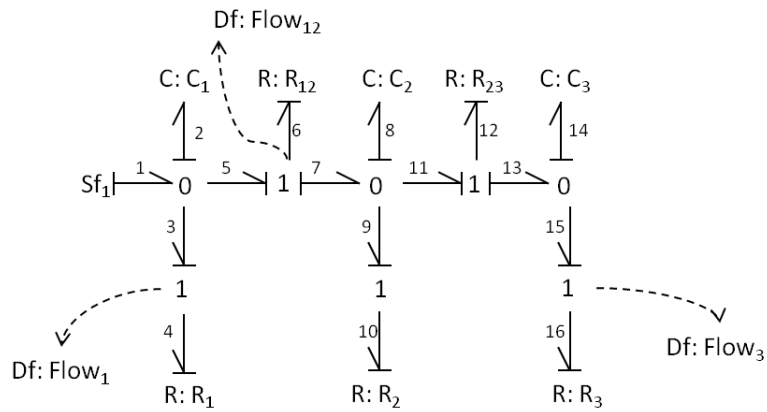 Df: Flow₁₂
C: C₁ R: R₁₂ C: C₂ R: R₂₃ C: C₃
2 6 8 12 14
Sf₁ 1 0 5 1 7 0 11 1 13 0
3 9 15
1 1 1
4 10 16
Df: Flow₁ Df: Flow₃
R: R₁ R: R₂ R: R₃